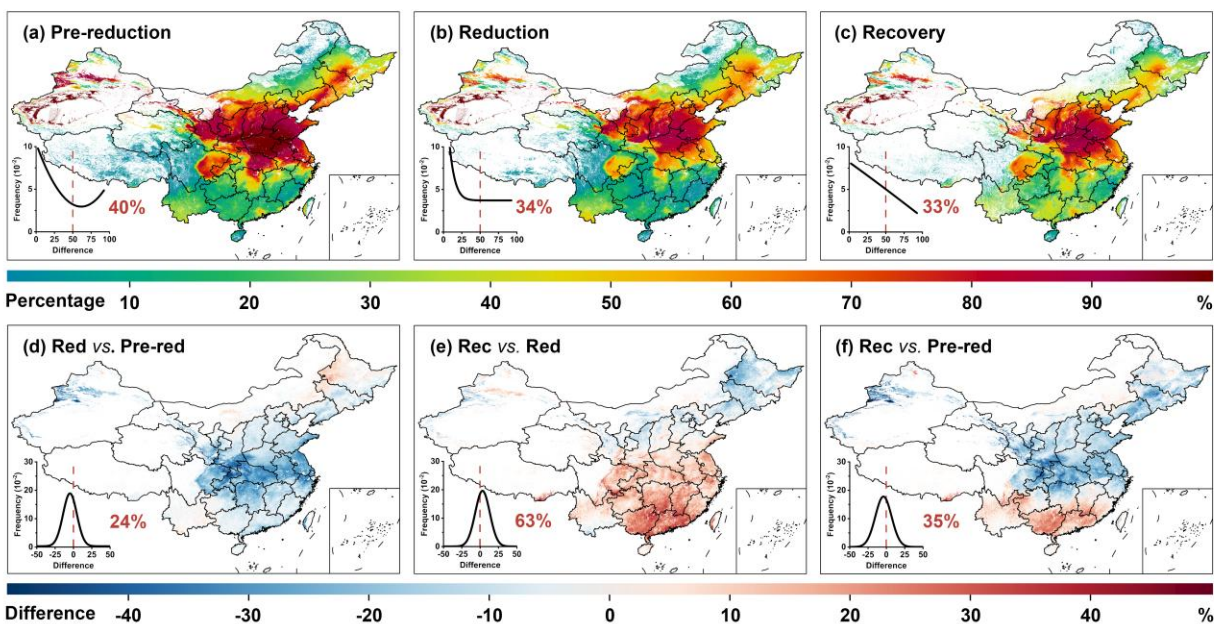 (a) Pre-reduction
Frequency (10⁻²)
10
5
0
0 25 50 75 100
Difference
40%
(b) Reduction
Frequency (10⁻²)
10
5
0
0 25 50 75 100
Difference
34%
(c) Recovery
Frequency (10⁻²)
10
5
0
0 25 50 75 100
Difference
33%
Percentage 10 20 30 40 50 60 70 80 90 %
(d) Red vs. Pre-red
Frequency (10⁻²)
30
20
10
0
-50 -25 0 25 50
Difference
24%
(e) Rec vs. Red
Frequency (10⁻²)
30
20
10
0
-50 -25 0 25 50
Difference
63%
(f) Rec vs. Pre-red
Frequency (10⁻²)
30
20
10
0
-50 -25 0 25 50
Difference
35%
Difference -40 -30 -20 -10 0 10 20 30 40 %